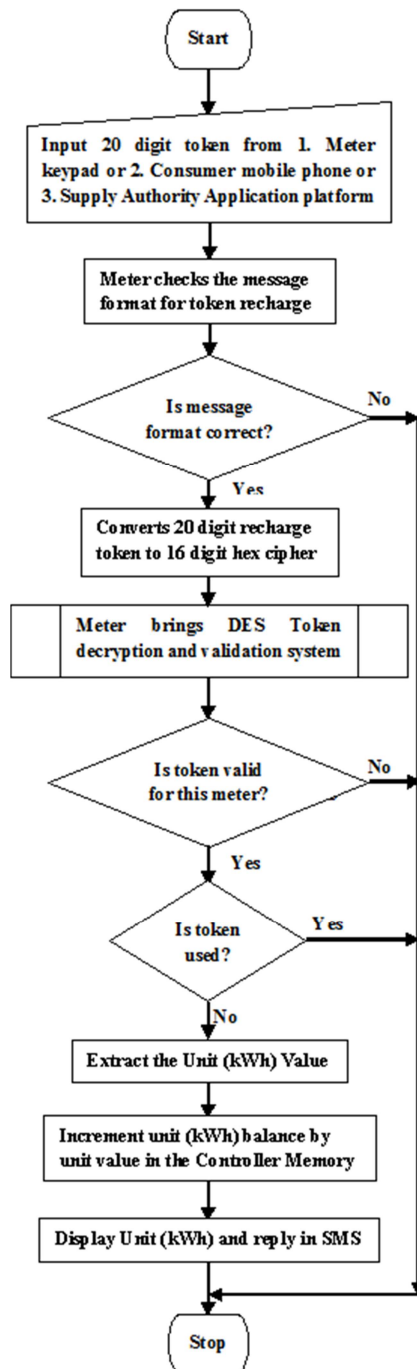 Start
Input 20 digit token from 1. Meter
keypad or 2. Consumer mobile phone or
3. Supply Authority Application platform
Meter checks the message
format for token recharge
Is message
format correct?
No
Yes
Converts 20 digit recharge
token to 16 digit hex cipher
Meter brings DES Token
decryption and validation system
Is token valid
for this meter?
No
Yes
Is token
used?
Yes
No
Extract the Unit (kWh) Value
Increment unit (kWh) balance by
unit value in the Controller Memory
Display Unit (kWh) and reply in SMS
Stop